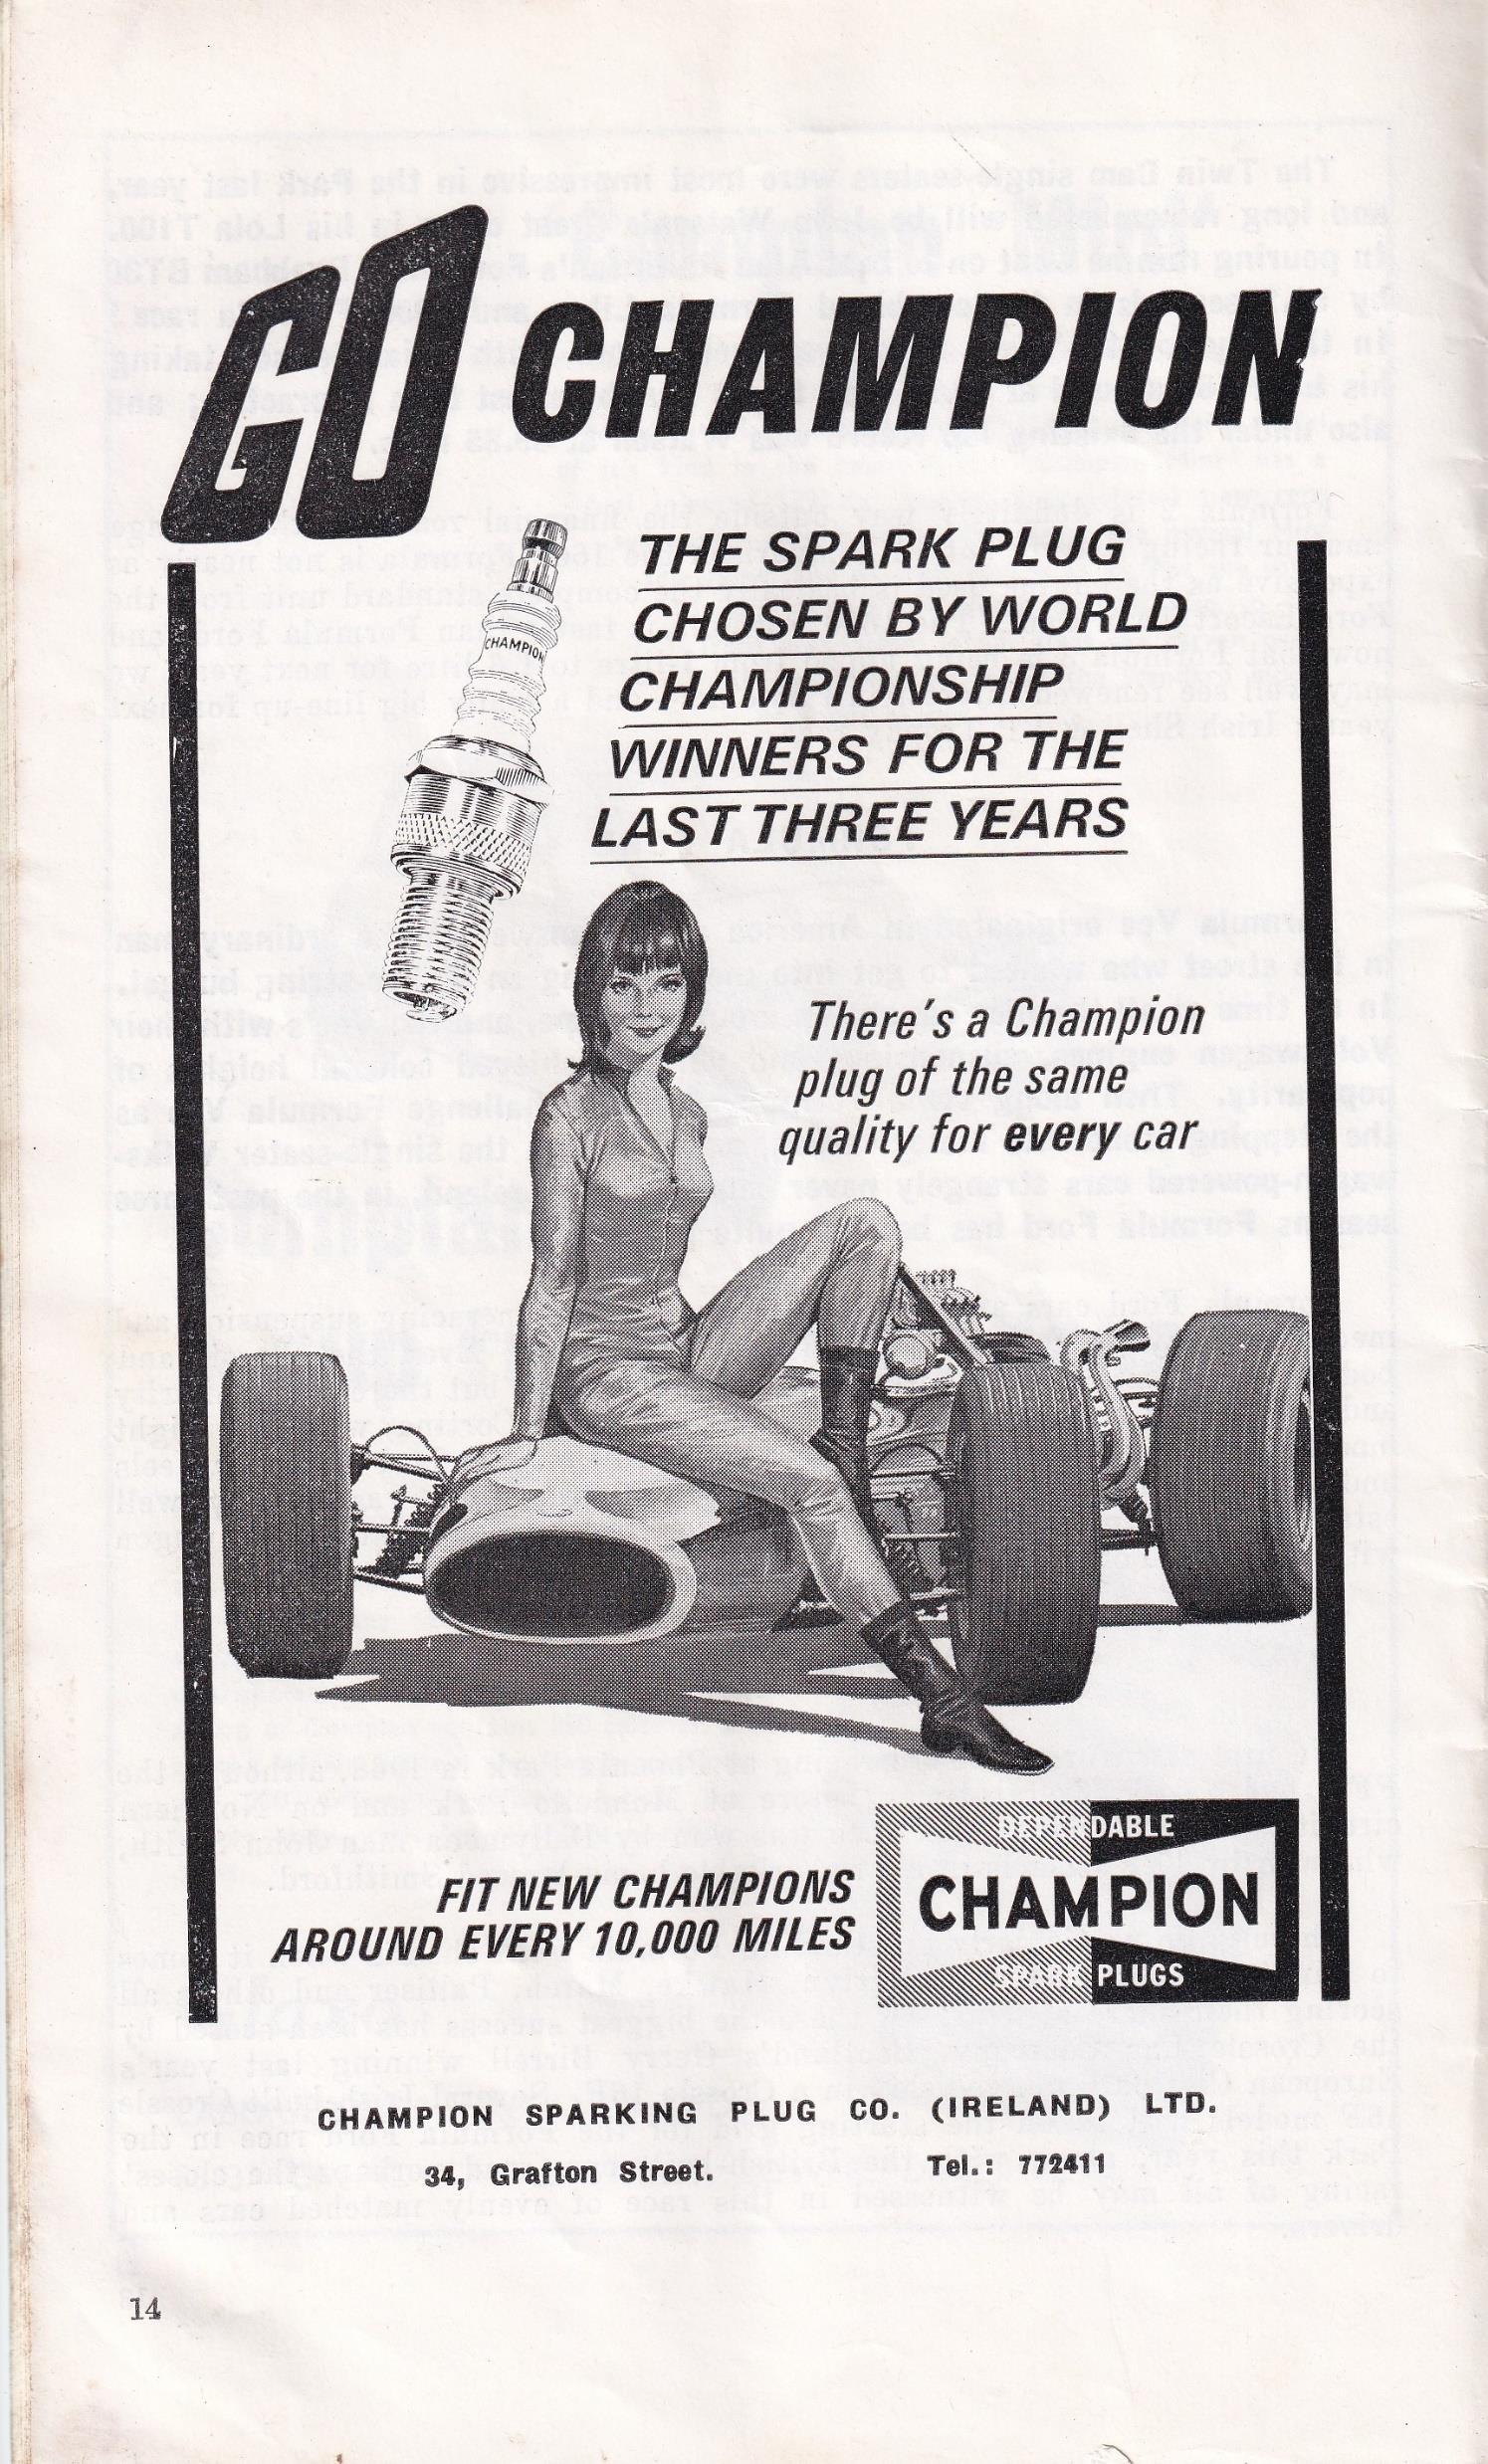 GO CHAMPION
CHAMPION
THE SPARK PLUG
CHOSEN BY WORLD
CHAMPIONSHIP
WINNERS FOR THE
LAST THREE YEARS
There's a Champion
plug of the same
quality for every car
FIT NEW CHAMPIONS
AROUND EVERY 10,000 MILES
DEPENDABLE
CHAMPION
SPARK PLUGS
CHAMPION SPARKING PLUG CO. (IRELAND) LTD.
34, Grafton Street. Tel.: 772411
14